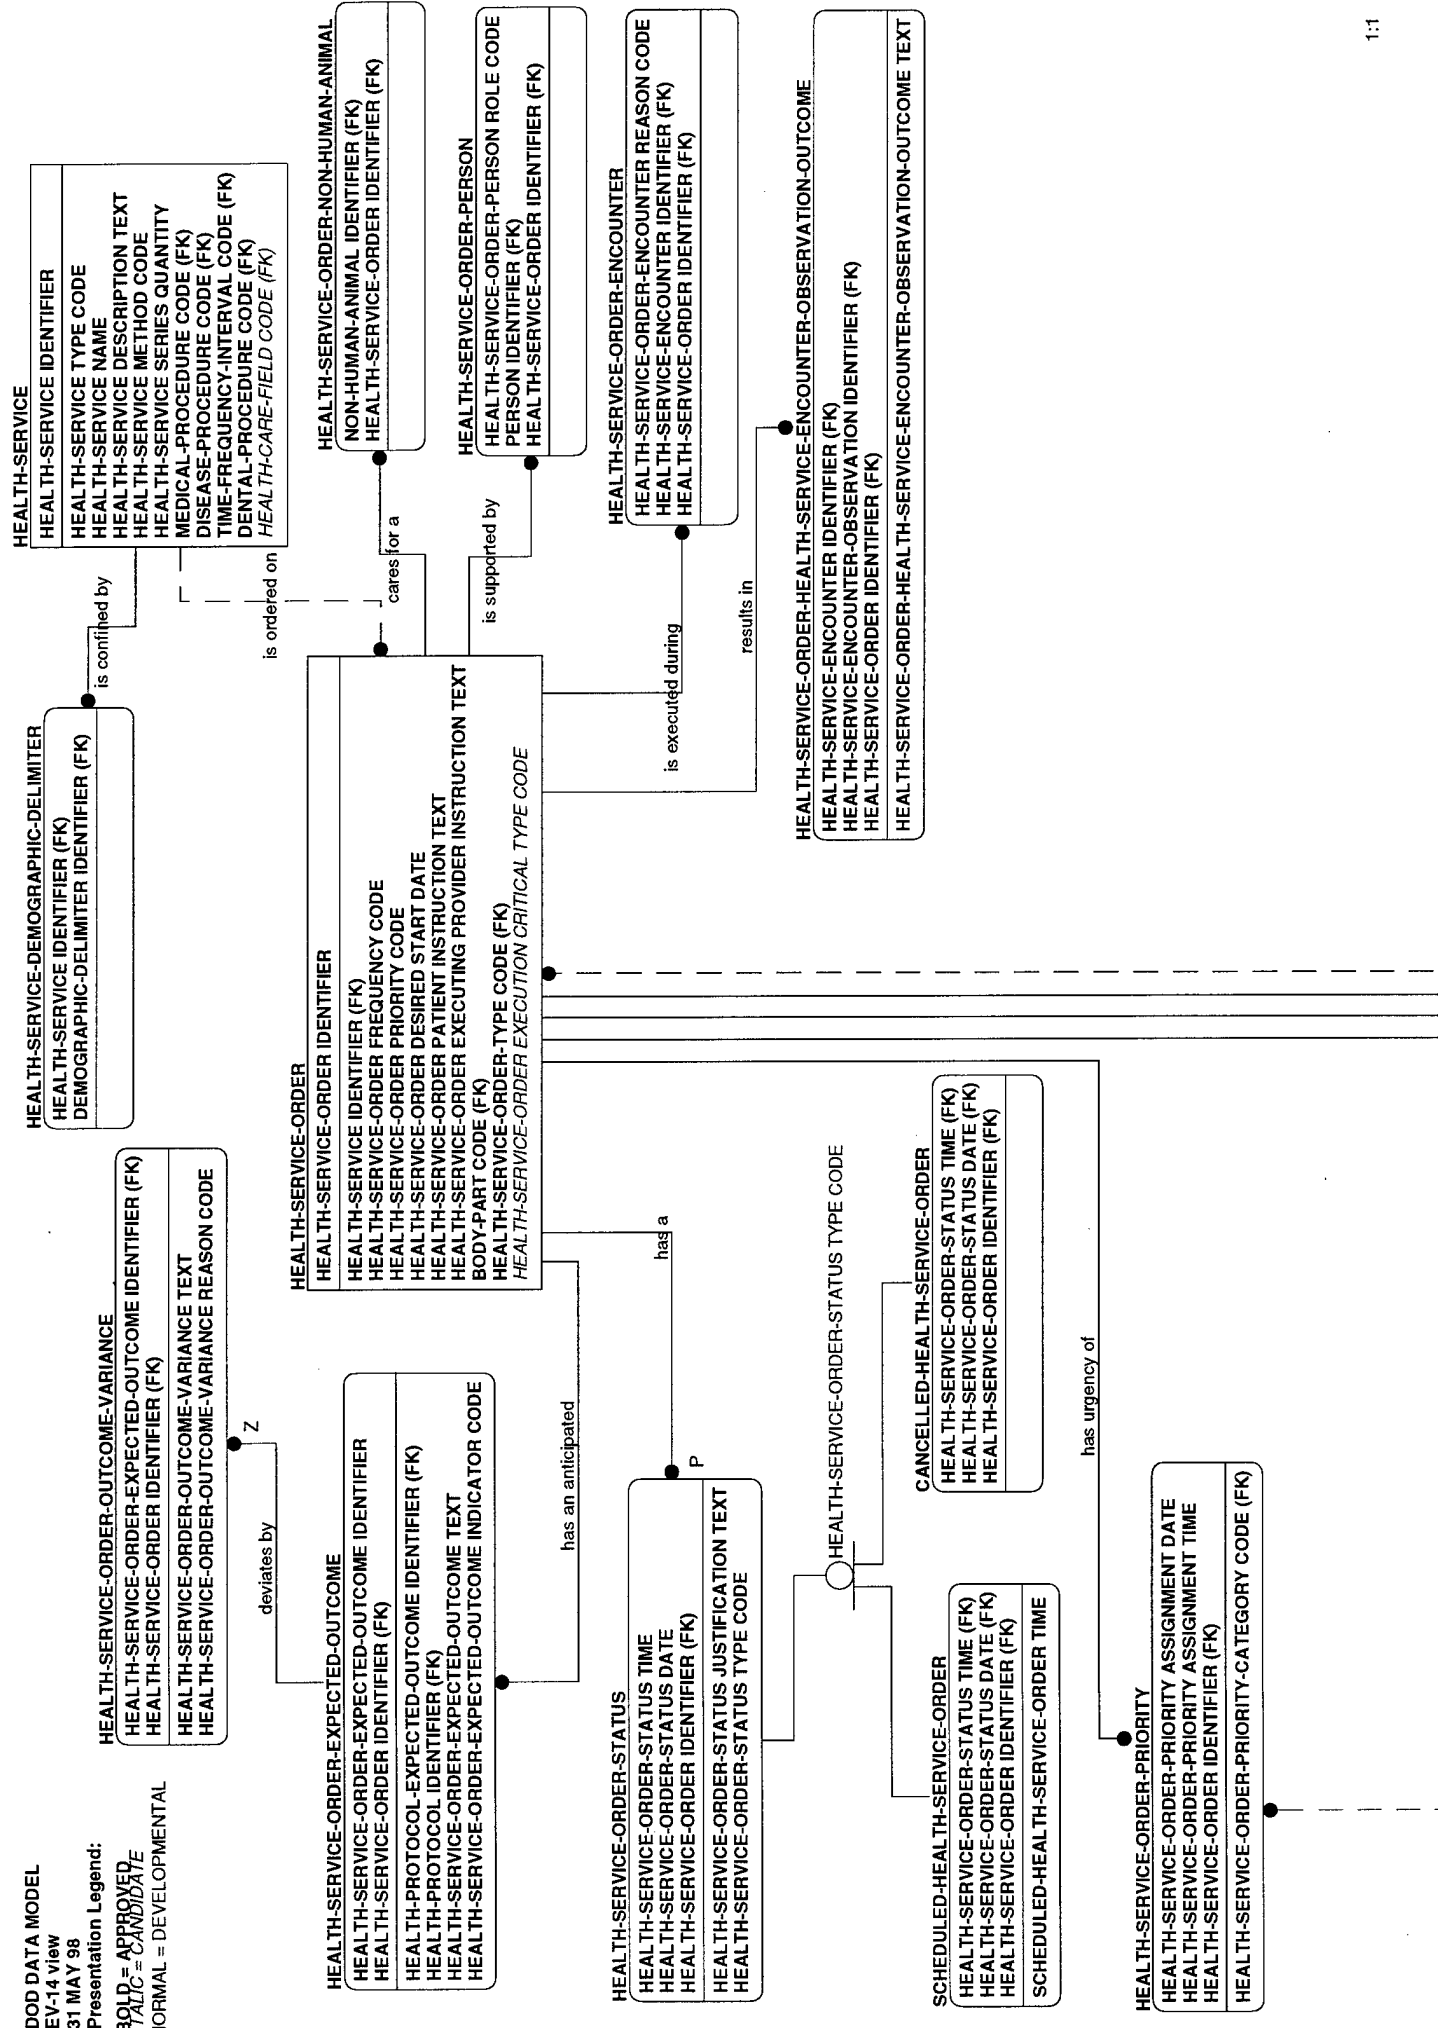 DOD DATA MODEL
EV-14 view
31 MAY 98
Presentation Legend:
BOLD = APPROVED
ITALIC = CANDIDATE
NORMAL = DEVELOPMENTAL
HEALTH-SERVICE-ORDER-OUTCOME-VARIANCE
HEALTH-SERVICE-ORDER-EXPECTED-OUTCOME IDENTIFIER (FK)
HEALTH-SERVICE-ORDER IDENTIFIER (FK)
HEALTH-SERVICE-ORDER-OUTCOME-VARIANCE TEXT
HEALTH-SERVICE-ORDER-OUTCOME-VARIANCE REASON CODE
Z
deviates by
HEALTH-SERVICE-DEMOGRAPHIC-DELIMITER
HEALTH-SERVICE IDENTIFIER (FK)
DEMOGRAPHIC-DELIMITER IDENTIFIER (FK)
is confined by
HEALTH-SERVICE
HEALTH-SERVICE IDENTIFIER
HEALTH-SERVICE TYPE CODE
HEALTH-SERVICE NAME
HEALTH-SERVICE DESCRIPTION TEXT
HEALTH-SERVICE METHOD CODE
HEALTH-SERVICE SERIES QUANTITY
MEDICAL-PROCEDURE CODE (FK)
DISEASE-PROCEDURE CODE (FK)
TIME-FREQUENCY-INTERVAL CODE (FK)
DENTAL-PROCEDURE CODE (FK)
HEALTH-CARE-FIELD CODE (FK)
is ordered on
HEALTH-SERVICE-ORDER-EXPECTED-OUTCOME
HEALTH-SERVICE-ORDER-EXPECTED-OUTCOME IDENTIFIER
HEALTH-SERVICE-ORDER IDENTIFIER (FK)
HEALTH-PROTOCOL-EXPECTED-OUTCOME IDENTIFIER (FK)
HEALTH-PROTOCOL IDENTIFIER (FK)
HEALTH-SERVICE-ORDER-EXPECTED-OUTCOME TEXT
HEALTH-SERVICE-ORDER-EXPECTED-OUTCOME INDICATOR CODE
has an anticipated
HEALTH-SERVICE-ORDER
HEALTH-SERVICE-ORDER IDENTIFIER
HEALTH-SERVICE IDENTIFIER (FK)
HEALTH-SERVICE-ORDER FREQUENCY CODE
HEALTH-SERVICE-ORDER PRIORITY CODE
HEALTH-SERVICE-ORDER DESIRED START DATE
HEALTH-SERVICE-ORDER PATIENT INSTRUCTION TEXT
HEALTH-SERVICE-ORDER EXECUTING PROVIDER INSTRUCTION TEXT
BODY-PART CODE (FK)
HEALTH-SERVICE-ORDER-TYPE CODE (FK)
HEALTH-SERVICE-ORDER EXECUTION CRITICAL TYPE CODE
HEALTH-SERVICE-ORDER-NON-HUMAN-ANIMAL
NON-HUMAN-ANIMAL IDENTIFIER (FK)
HEALTH-SERVICE-ORDER IDENTIFIER (FK)
cares for a
HEALTH-SERVICE-ORDER-PERSON
HEALTH-SERVICE-ORDER-PERSON ROLE CODE
PERSON IDENTIFIER (FK)
HEALTH-SERVICE-ORDER IDENTIFIER (FK)
is supported by
HEALTH-SERVICE-ORDER-STATUS
HEALTH-SERVICE-ORDER-STATUS TIME
HEALTH-SERVICE-ORDER-STATUS DATE
HEALTH-SERVICE-ORDER IDENTIFIER (FK)
HEALTH-SERVICE-ORDER-STATUS JUSTIFICATION TEXT
HEALTH-SERVICE-ORDER-STATUS TYPE CODE
P
has a
HEALTH-SERVICE-ORDER-ENCOUNTER
HEALTH-SERVICE-ORDER-ENCOUNTER REASON CODE
HEALTH-SERVICE-ENCOUNTER IDENTIFIER (FK)
HEALTH-SERVICE-ORDER IDENTIFIER (FK)
is executed during
results in
HEALTH-SERVICE-ORDER-HEALTH-SERVICE-ENCOUNTER-OBSERVATION-OUTCOME
HEALTH-SERVICE-ENCOUNTER IDENTIFIER (FK)
HEALTH-SERVICE-ENCOUNTER-OBSERVATION IDENTIFIER (FK)
HEALTH-SERVICE-ORDER IDENTIFIER (FK)
HEALTH-SERVICE-ORDER-HEALTH-SERVICE-ENCOUNTER-OBSERVATION-OUTCOME TEXT
HEALTH-SERVICE-ORDER-STATUS TYPE CODE
SCHEDULED-HEALTH-SERVICE-ORDER
HEALTH-SERVICE-ORDER-STATUS TIME (FK)
HEALTH-SERVICE-ORDER-STATUS DATE (FK)
HEALTH-SERVICE-ORDER IDENTIFIER (FK)
SCHEDULED-HEALTH-SERVICE-ORDER TIME
CANCELLED-HEALTH-SERVICE-ORDER
HEALTH-SERVICE-ORDER-STATUS TIME (FK)
HEALTH-SERVICE-ORDER-STATUS DATE (FK)
HEALTH-SERVICE-ORDER IDENTIFIER (FK)
has urgency of
HEALTH-SERVICE-ORDER-PRIORITY
HEALTH-SERVICE-ORDER-PRIORITY ASSIGNMENT DATE
HEALTH-SERVICE-ORDER-PRIORITY ASSIGNMENT TIME
HEALTH-SERVICE-ORDER IDENTIFIER (FK)
HEALTH-SERVICE-ORDER-PRIORITY-CATEGORY CODE (FK)
1:1